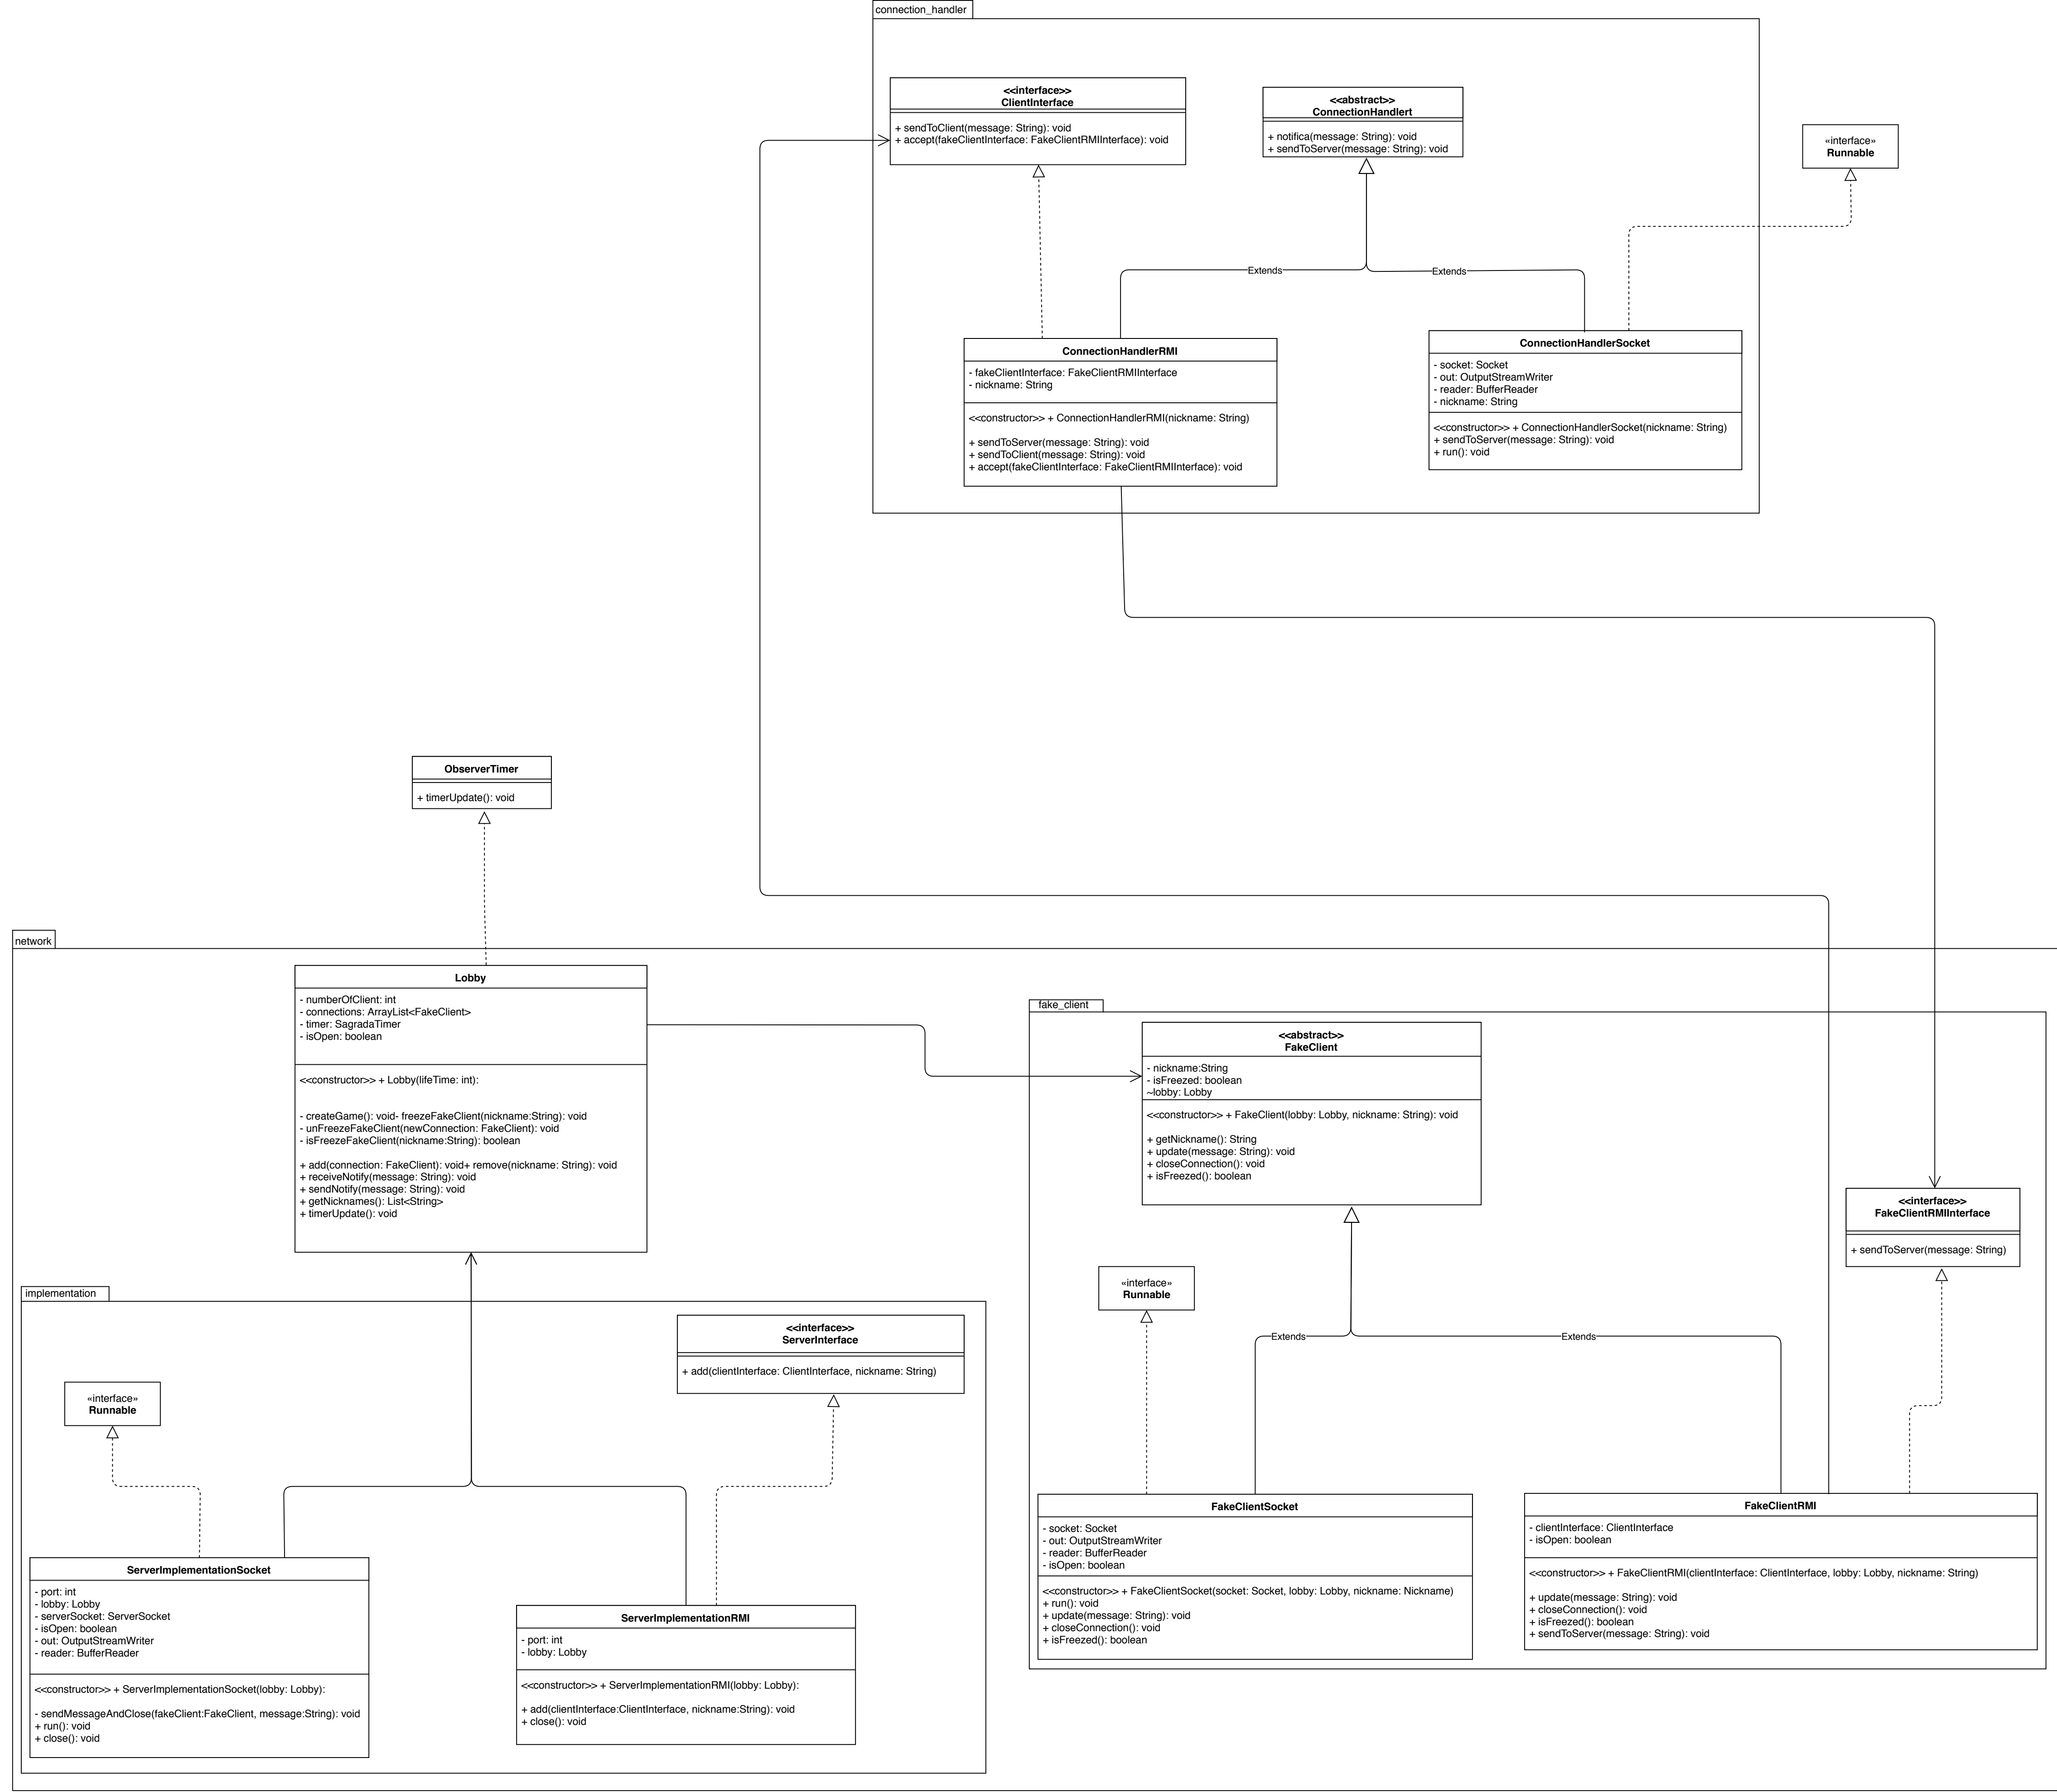 connection_handler
<<interface>>
ClientInterface
+ sendToClient(message: String): void
+ accept(fakeClientInterface: FakeClientRMIInterface): void
<<abstract>>
ConnectionHandlert
+ notifica(message: String): void
+ sendToServer(message: String): void
«interface»
Runnable
Extends
Extends
ConnectionHandlerRMI
- fakeClientInterface: FakeClientRMIInterface
- nickname: String
<<constructor>> + ConnectionHandlerRMI(nickname: String)
+ sendToServer(message: String): void
+ sendToClient(message: String): void
+ accept(fakeClientInterface: FakeClientRMIInterface): void
ConnectionHandlerSocket
- socket: Socket
- out: OutputStreamWriter
- reader: BufferReader
- nickname: String
<<constructor>> + ConnectionHandlerSocket(nickname: String)
+ sendToServer(message: String): void
+ run(): void
ObserverTimer
+ timerUpdate(): void
network
Lobby
- numberOfClient: int
- connections: ArrayList<FakeClient>
- timer: SagradaTimer
- isOpen: boolean
<<constructor>> + Lobby(lifeTime: int):
- createGame(): void- freezeFakeClient(nickname:String): void
- unFreezeFakeClient(newConnection: FakeClient): void
- isFreezeFakeClient(nickname:String): boolean
+ add(connection: FakeClient): void+ remove(nickname: String): void
+ receiveNotify(message: String): void
+ sendNotify(message: String): void
+ getNicknames(): List<String>
+ timerUpdate(): void
fake_client
<<abstract>>
FakeClient
- nickname:String
- isFreezed: boolean
~lobby: Lobby
<<constructor>> + FakeClient(lobby: Lobby, nickname: String): void
+ getNickname(): String
+ update(message: String): void
+ closeConnection(): void
+ isFreezed(): boolean
<<interface>>
FakeClientRMIInterface
+ sendToServer(message: String)
«interface»
Runnable
Extends
Extends
implementation
<<interface>>
ServerInterface
+ add(clientInterface: ClientInterface, nickname: String)
«interface»
Runnable
FakeClientSocket
- socket: Socket
- out: OutputStreamWriter
- reader: BufferReader
- isOpen: boolean
<<constructor>> + FakeClientSocket(socket: Socket, lobby: Lobby, nickname: Nickname)
+ run(): void
+ update(message: String): void
+ closeConnection(): void
+ isFreezed(): boolean
FakeClientRMI
- clientInterface: ClientInterface
- isOpen: boolean
<<constructor>> + FakeClientRMI(clientInterface: ClientInterface, lobby: Lobby, nickname: String)
+ update(message: String): void
+ closeConnection(): void
+ isFreezed(): boolean
+ sendToServer(message: String): void
ServerImplementationSocket
- port: int
- lobby: Lobby
- serverSocket: ServerSocket
- isOpen: boolean
- out: OutputStreamWriter
- reader: BufferReader
<<constructor>> + ServerImplementationSocket(lobby: Lobby):
- sendMessageAndClose(fakeClient:FakeClient, message:String): void
+ run(): void
+ close(): void
ServerImplementationRMI
- port: int
- lobby: Lobby
<<constructor>> + ServerImplementationRMI(lobby: Lobby):
+ add(clientInterface:ClientInterface, nickname:String): void
+ close(): void